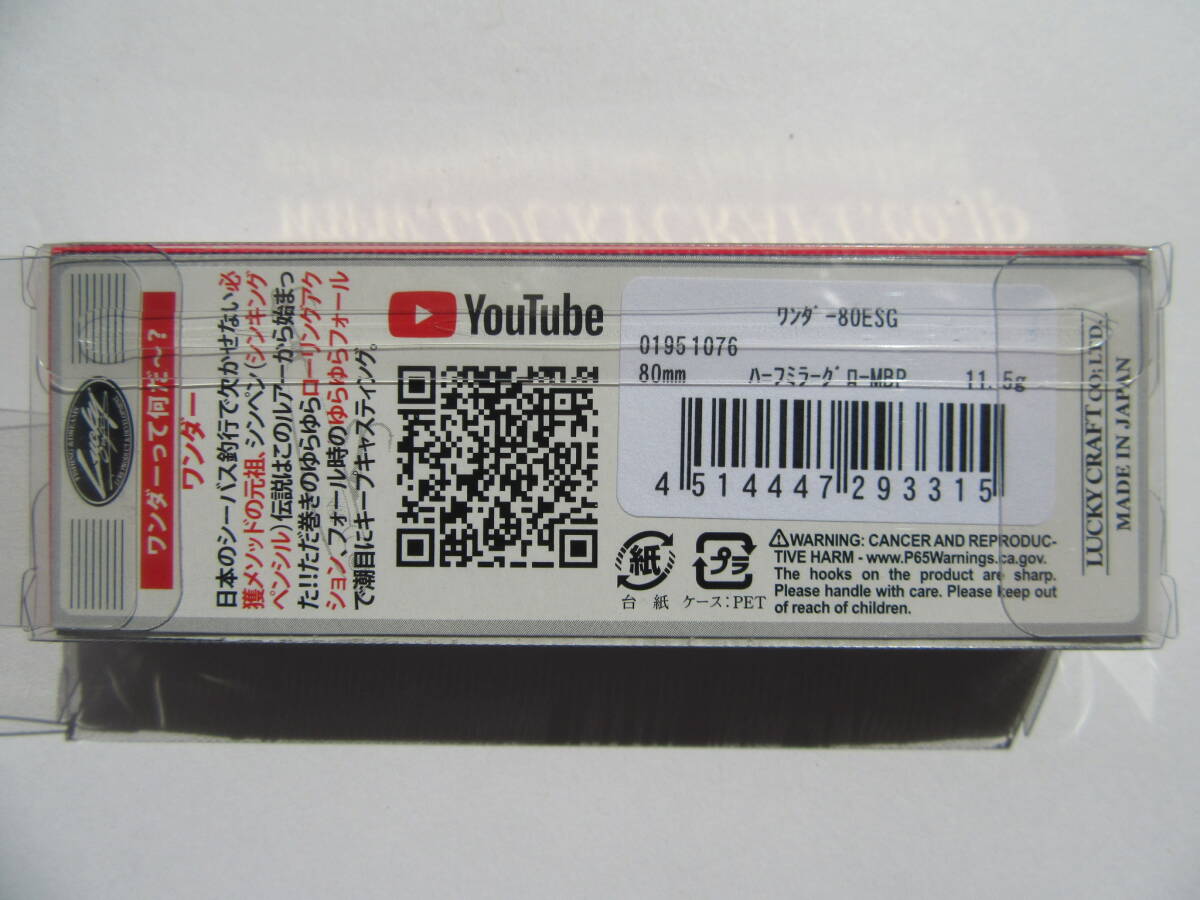 ワンダーって何だ～?
ワンダー
日本のシーバス釣行で欠かせない必
獲メソッドの元祖、シンペン(シンキング
ペンシル)伝説はこのルアーから始まっ
た!!ただ巻きのゆらゆらローリングアク
ション、フォール時のゆらゆらフォール
で潮目にキープキャスティング。
YouTube
ワンダｰ80ESG
01951076
80mm ハーフミラーグローMBP 11.5g
4 514447 293315
紙
プラ
台 紙 ケース:PET
WARNING: CANCER AND REPRODUC-
TIVE HARM - www.P65Warnings.ca.gov.
The hooks on the product are sharp.
Please handle with care. Please keep out
of reach of children.
LUCKY CRAFT CO; LTD.
MADE IN JAPAN